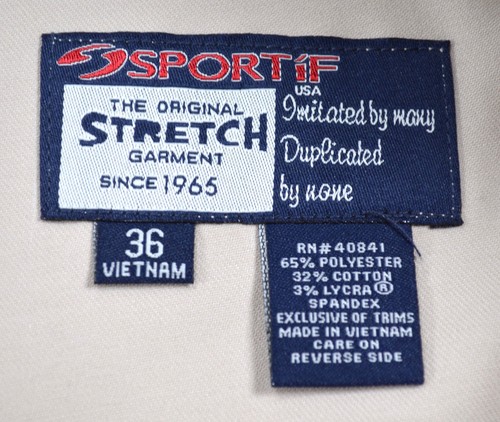 SPORTIF
USA
THE ORIGINAL
STRETCH
GARMENT
SINCE 1965
Imitated by many
Duplicated
by none
36
VIETNAM
RN# 40841
65% POLYESTER
32% COTTON
3% LYCRA®
SPANDEX
EXCLUSIVE OF TRIMS
MADE IN VIETNAM
CARE ON
REVERSE SIDE